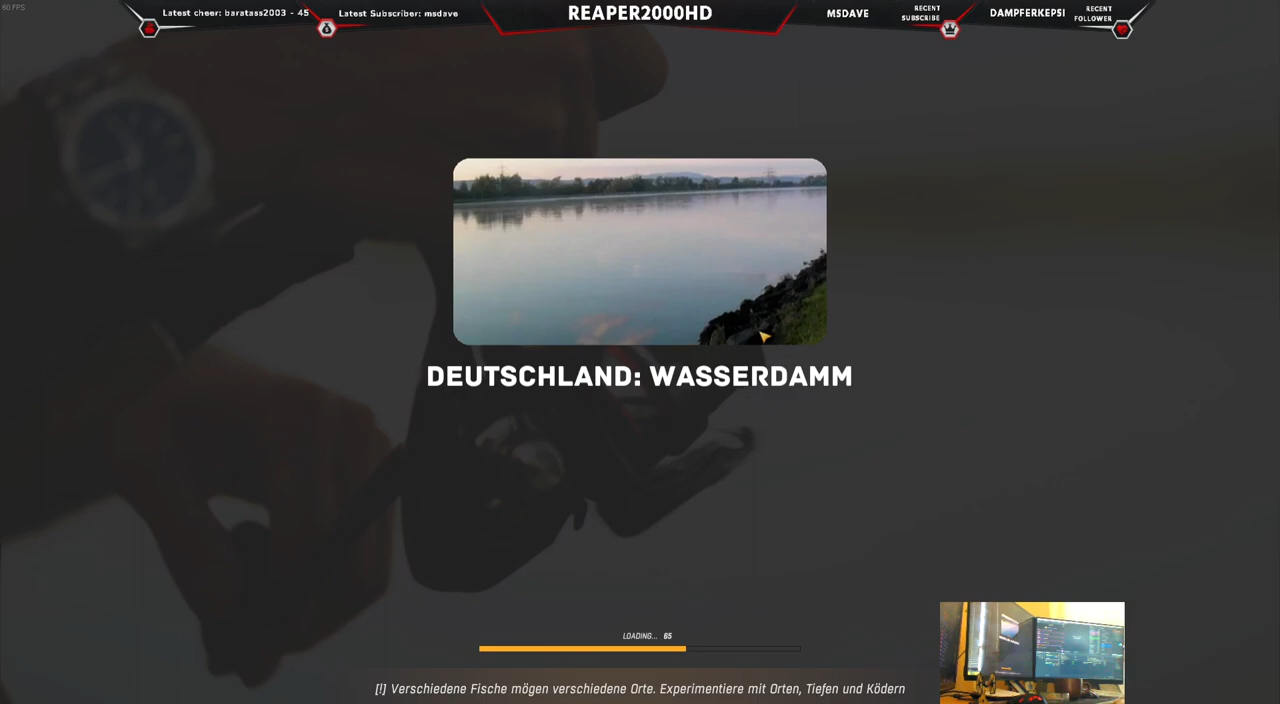 60 FPS
Latest cheer: baratass2003 - 45
Latest Subscriber: msdave
REAPER2000HD
MSDAVE
RECENT
SUBSCRIBE
DAMPFERKEPSI
RECENT
FOLLOWER
DEUTSCHLAND: WASSERDAMM
LOADING... 65
[!] Verschiedene Fische mögen verschiedene Orte. Experimentiere mit Orten, Tiefen und Ködern